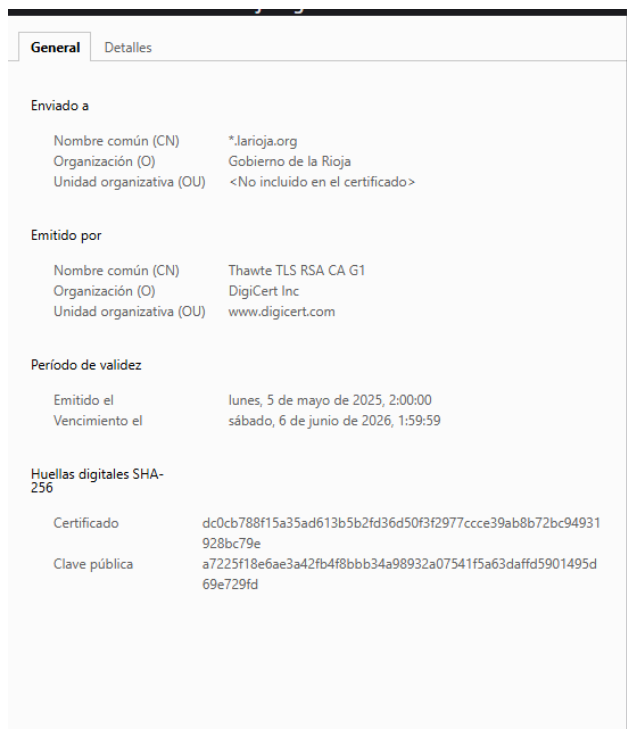 General Detalles
Enviado a
Nombre común (CN) *.larioja.org
Organización (O) Gobierno de la Rioja
Unidad organizativa (OU) <No incluido en el certificado>
Emitido por
Nombre común (CN) Thawte TLS RSA CA G1
Organización (O) DigiCert Inc
Unidad organizativa (OU) www.digicert.com
Período de validez
Emitido el lunes, 5 de mayo de 2025, 2:00:00
Vencimiento el sábado, 6 de junio de 2026, 1:59:59
Huellas digitales SHA-
256
Certificado dc0cb788f15a35ad613b5b2fd36d50f3f2977ccce39ab8b72bc94931
928bc79e
Clave pública a7225f18e6ae3a42fb4f8bbb34a98932a07541f5a63daffd5901495d
69e729fd